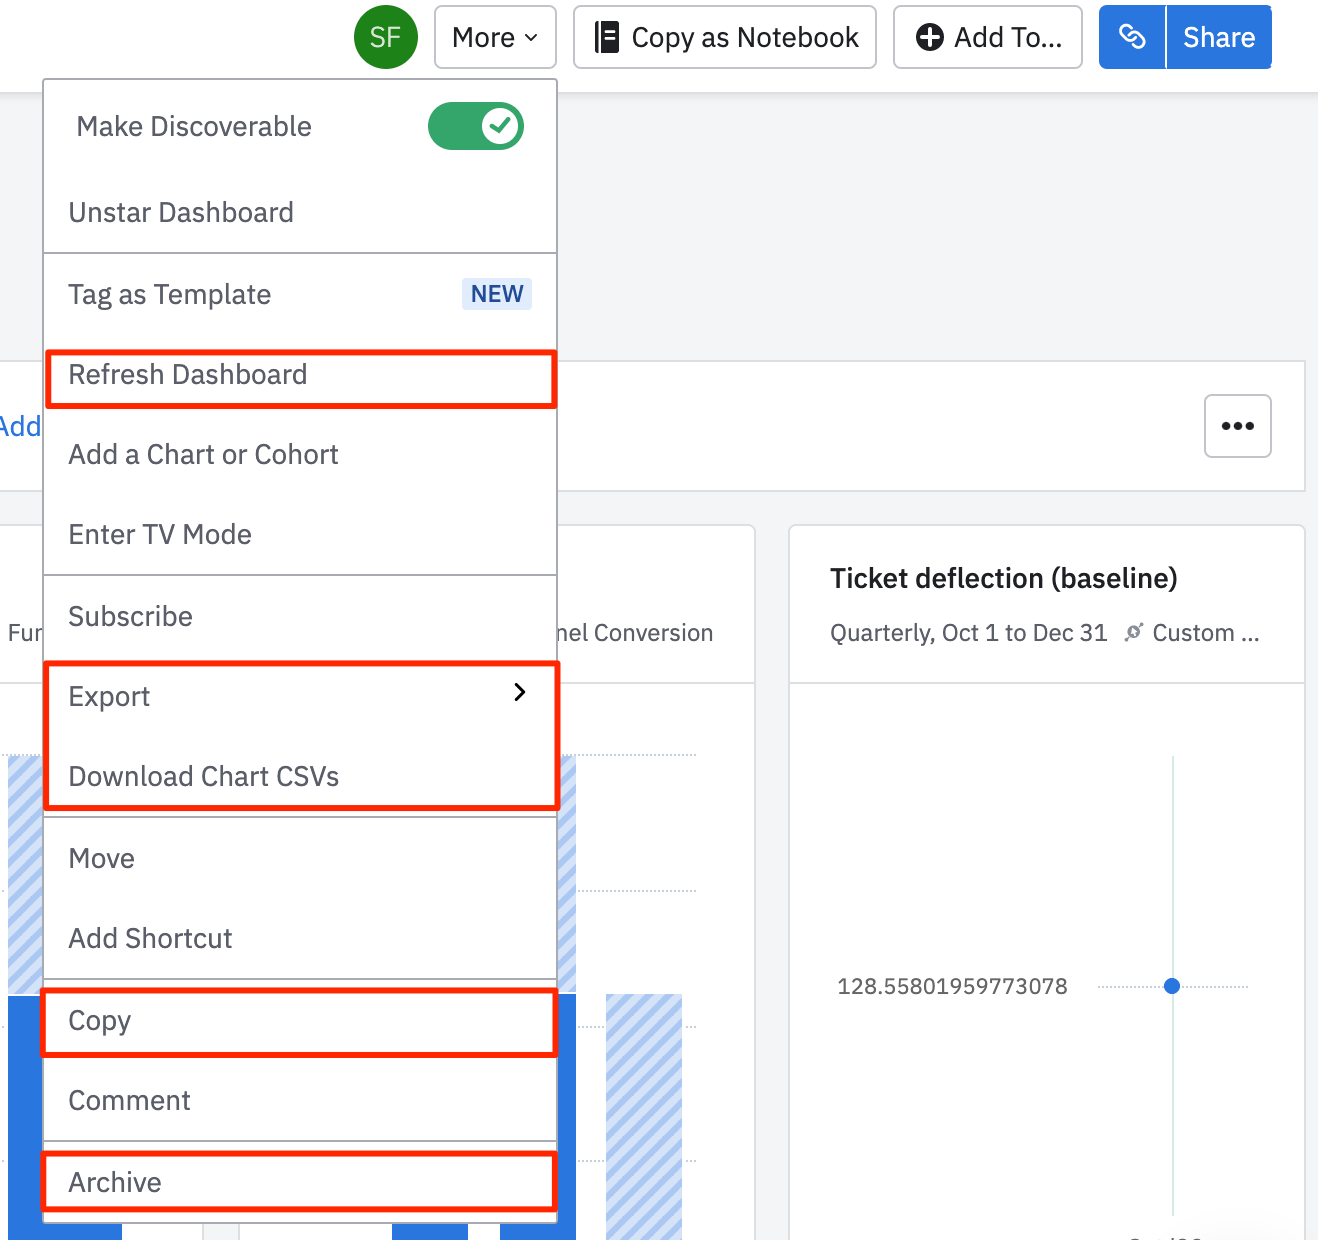 SF
More
Copy as Notebook
Add To...
Share
Make Discoverable
Unstar Dashboard
Tag as Template
NEW
Refresh Dashboard
Add
Add a Chart or Cohort
Enter TV Mode
Subscribe
Export
Download Chart CSVs
Move
Add Shortcut
Copy
Comment
Archive
Fur
nel Conversion
Ticket deflection (baseline)
Quarterly, Oct 1 to Dec 31
Custom ...
128.55801959773078